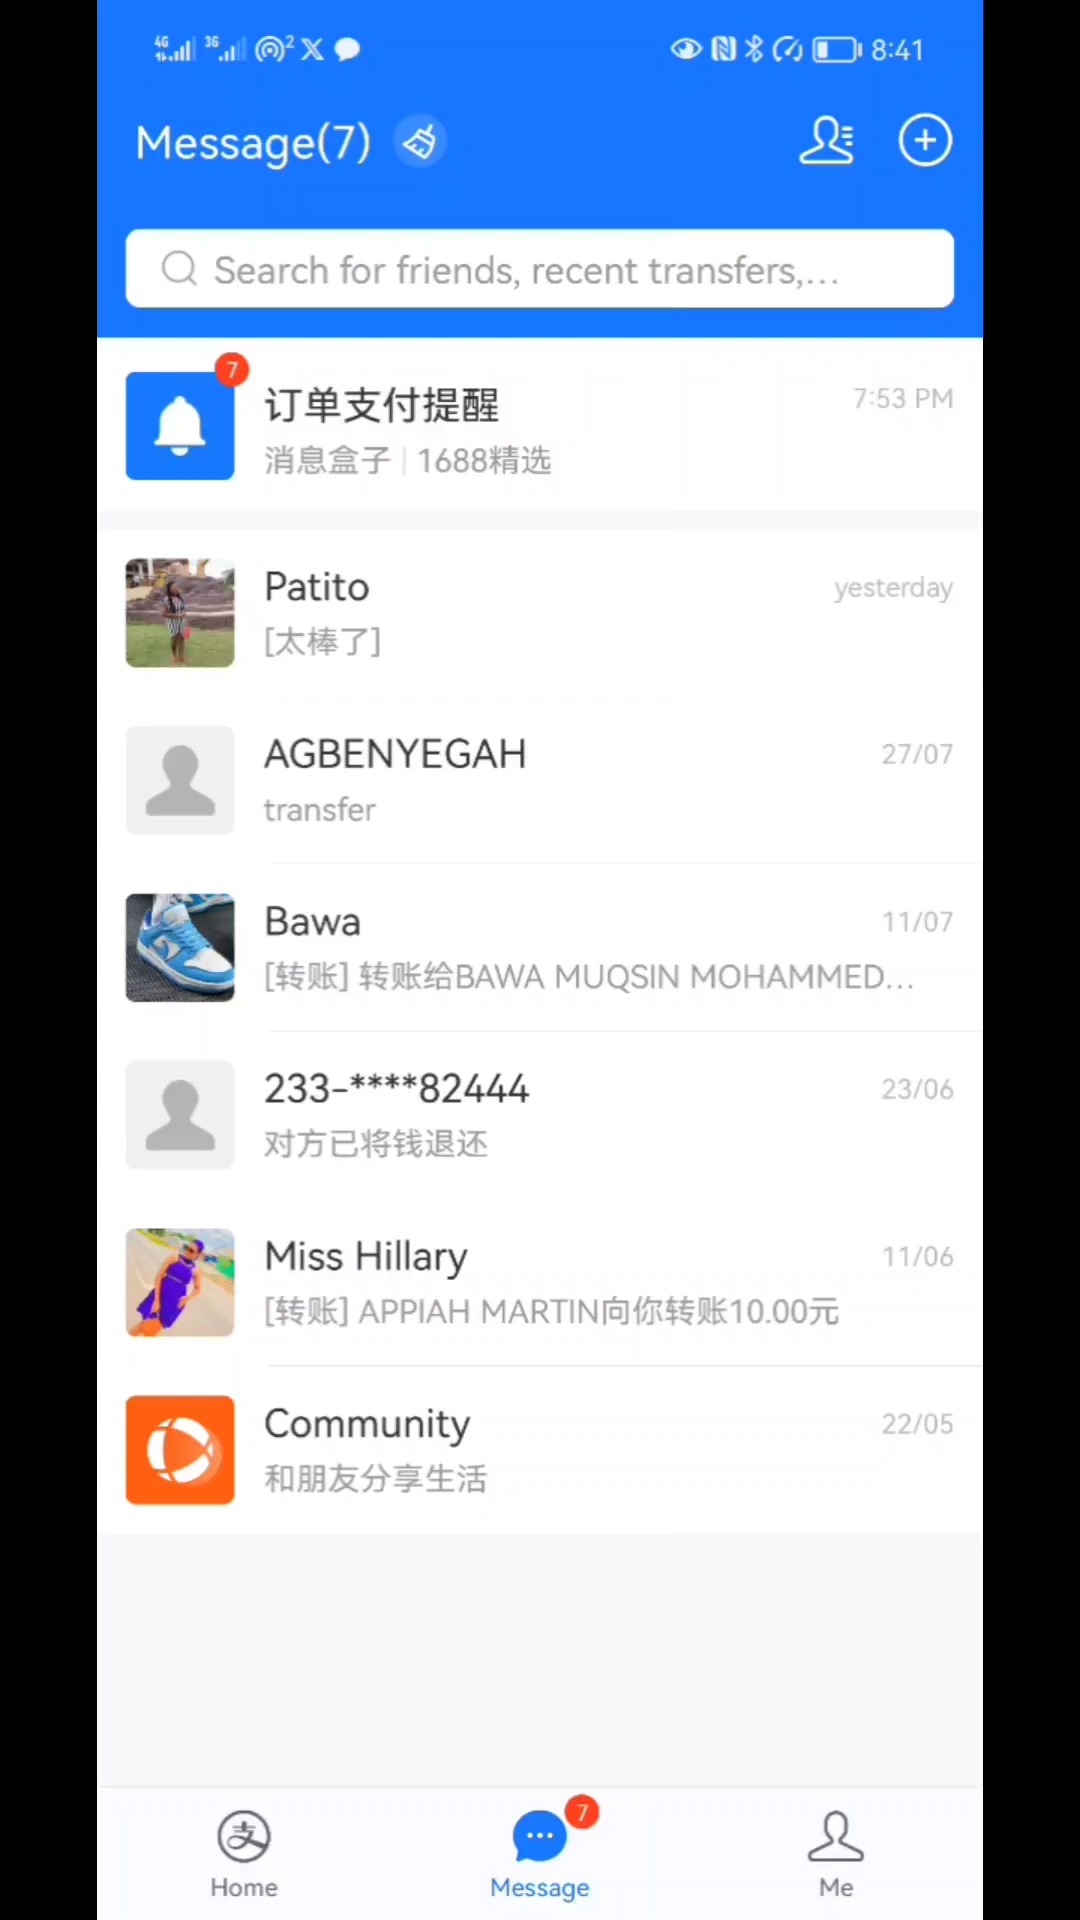 4G 3G 2 8:41
Message(7)
Search for friends, recent transfers,...
7
订单支付提醒 7:53 PM
消息盒子 | 1688精选
Patito yesterday
[太棒了]
AGBENYEGAH 27/07
transfer
Bawa 11/07
[转账] 转账给BAWA MUQSIN MOHAMMED...
233-****82444 23/06
对方已将钱退还
Miss Hillary 11/06
[转账] APPIAH MARTIN向你转账10.00元
Community 22/05
和朋友分享生活
支 7
Home Message Me